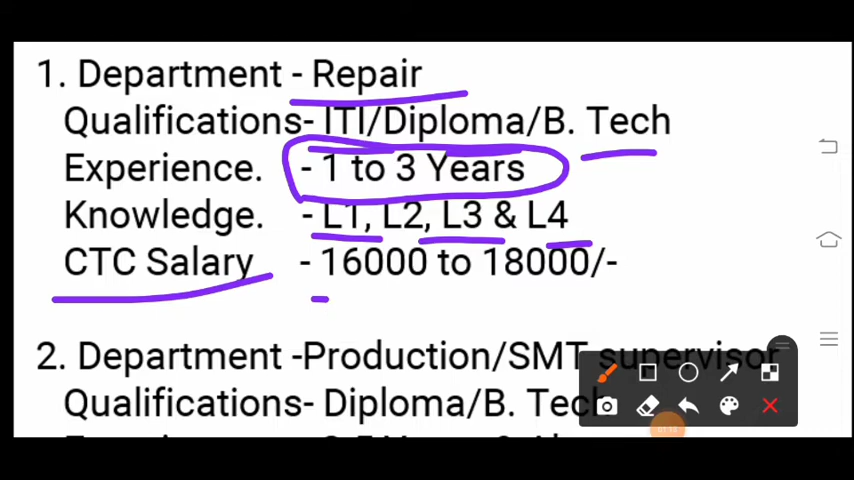 1. Department - Repair
Qualifications- ITI/Diploma/B. Tech
Experience. - 1 to 3 Years
Knowledge. - L1, L2, L3 & L4
CTC Salary - 16000 to 18000/-
2. Department -Production/SMT supervisor
Qualifications- Diploma/B. Tech